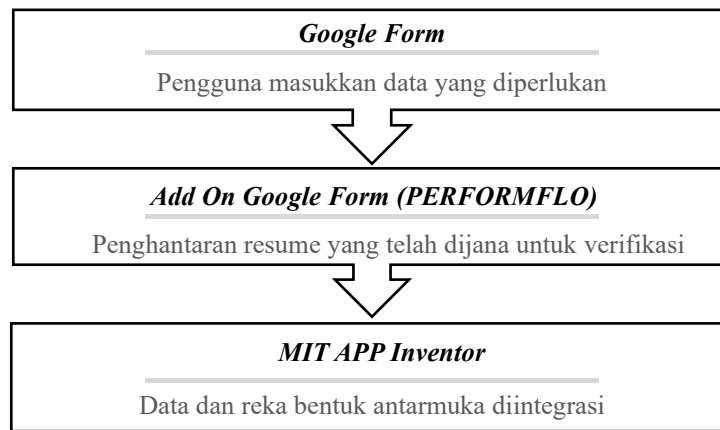 Google Form
Pengguna masukkan data yang diperlukan
Add On Google Form (PERFORMFLO)
Penghantaran resume yang telah dijana untuk verifikasi
MIT APP Inventor
Data dan reka bentuk antarmuka diintegrasi